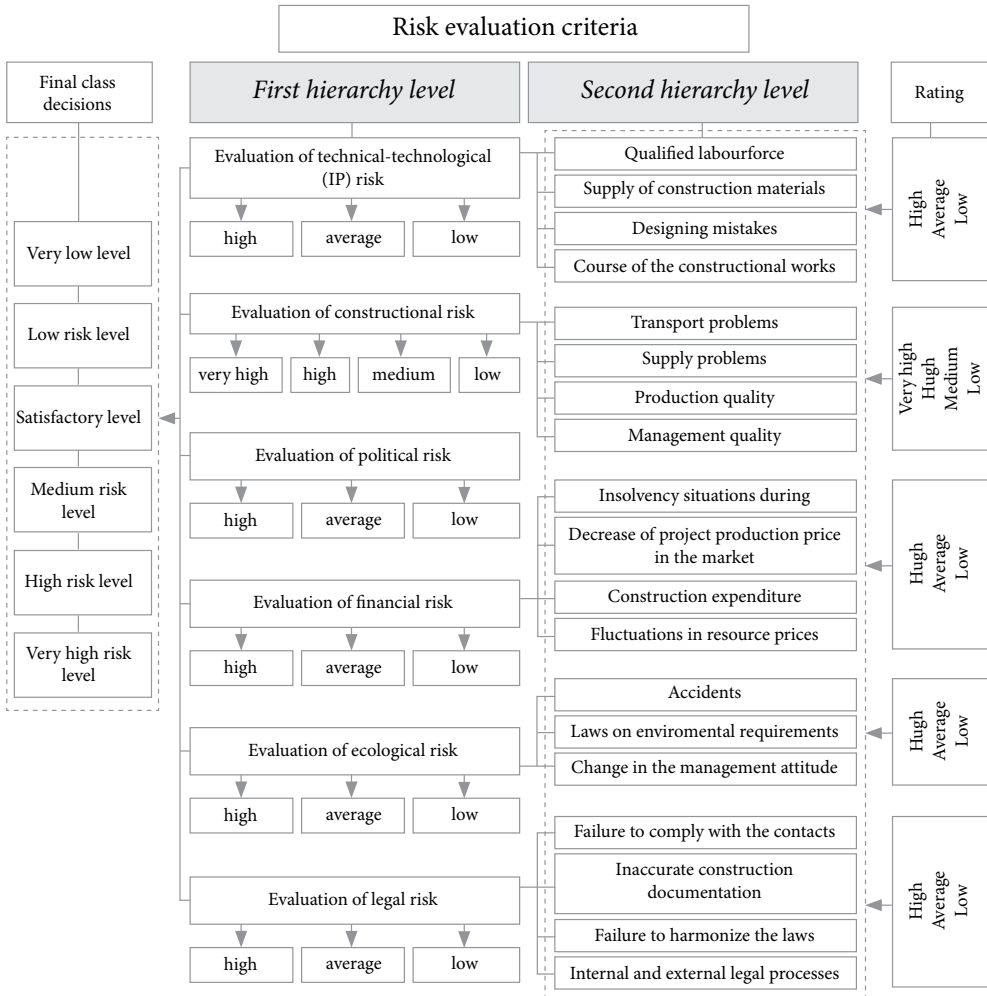 Risk evaluation criteria
Final class
decisions
First hierarchy level
Second hierarchy level
Rating
Very low level
Low risk level
Satisfactory level
Medium risk
level
High risk level
Very high risk
level
Evaluation of technical-technological
(IP) risk
high
average
low
Qualified labourforce
Supply of construction materials
Designing mistakes
Course of the constructional works
High
Average
Low
Evaluation of constructional risk
very high
high
medium
low
Transport problems
Supply problems
Production quality
Management quality
Very high
Hugh
Medium
Low
Evaluation of political risk
high
average
low
Evaluation of financial risk
high
average
low
Insolvency situations during
Decrease of project production price
in the market
Construction expenditure
Fluctuations in resource prices
Hugh
Average
Low
Evaluation of ecological risk
high
average
low
Accidents
Laws on enviromental requirements
Change in the management attitude
Hugh
Average
Low
Evaluation of legal risk
high
average
low
Failure to comply with the contacts
Inaccurate construction
documentation
Failure to harmonize the laws
Internal and external legal processes
High
Average
Low